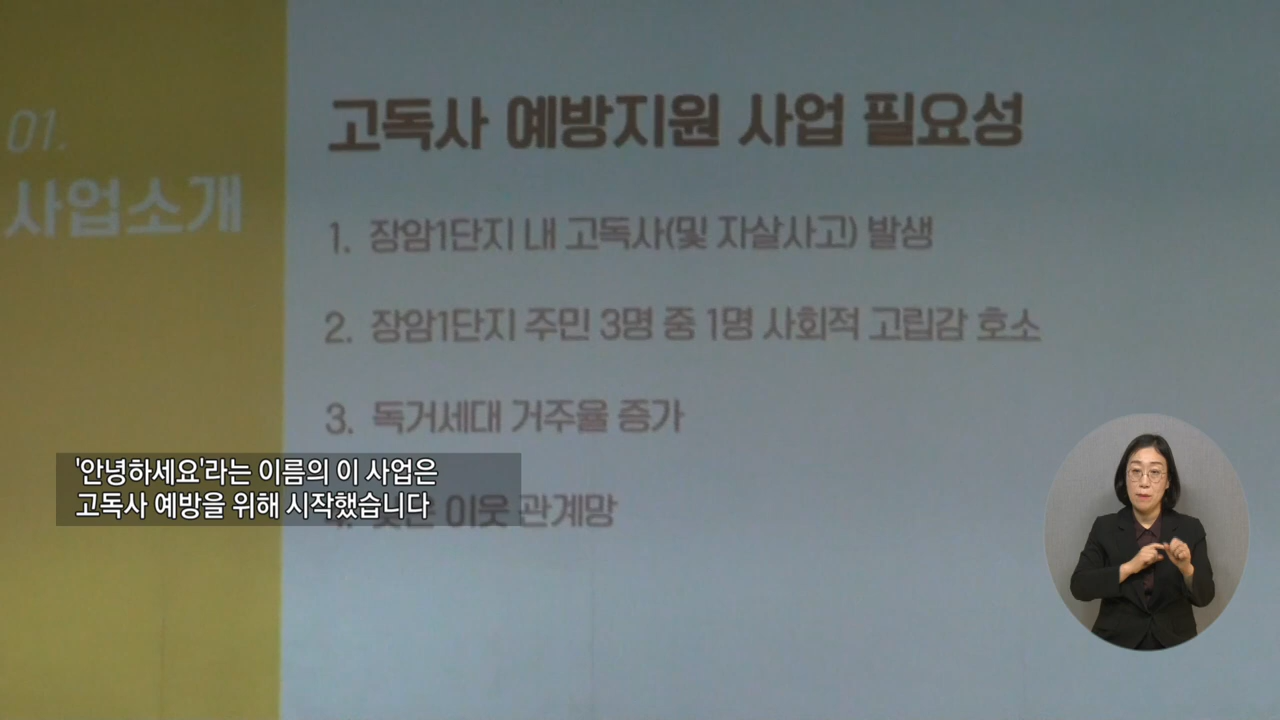 01.
사업소개
고독사 예방지원 사업 필요성
1. 장암1단지 내 고독사(및 자살사고) 발생
2. 장암1단지 주민 3명 중 1명 사회적 고립감 호소
3. 독거세대 거주율 증가
이웃 관계망
'안녕하세요'라는 이름의 이 사업은
고독사 예방을 위해 시작했습니다